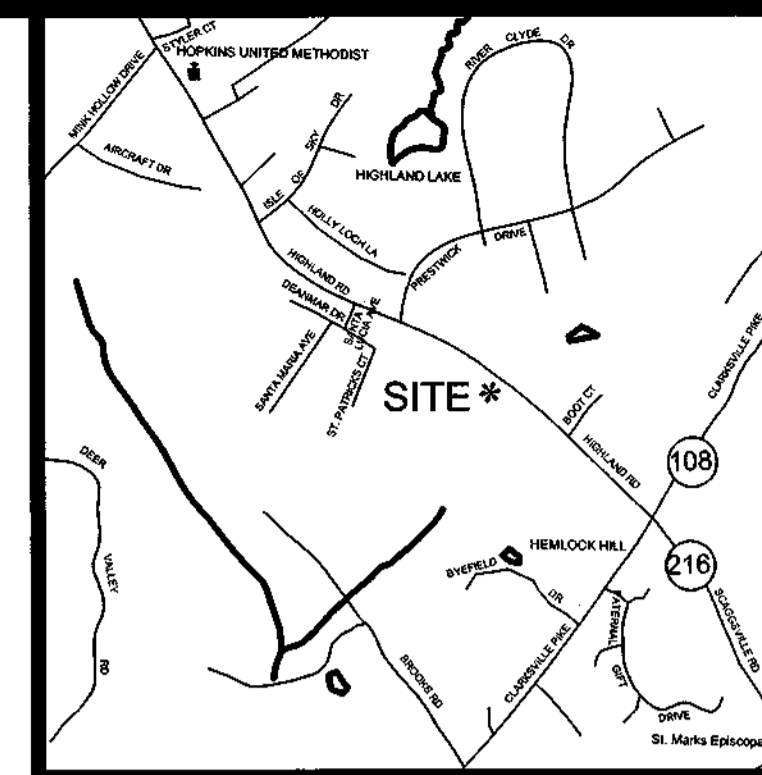 STYLER CT
HOPKINS UNITED METHODIST
MINK HOLLOW DRIVE
AIRCRAFT DR
RIVER CLYDE DR
ISLE OF SKY DR
HIGHLAND LAKE
HOLLY LOCH LA
HIGHLAND RD
PRESTWICK DRIVE
DEANMAR DR
SANTA LUCIA AVE
SANTA MARIA AVE
ST. PATRICKS CT
SITE *
BOOT CT
CLARKSVILLE PIKE
HIGHLAND RD
108
DEER VALLEY RD
HEMLOCK HILL
216
BYEFIELD DR
SCAGGSVILLE RD
PATERNAL GIFT DRIVE
CLARKSVILLE PIKE
BROOKS RD
St. Marks Episcopa